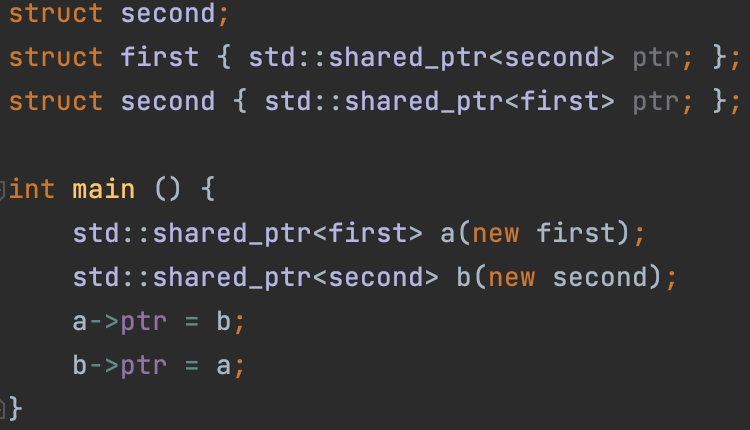 struct second;
struct first { std::shared_ptr<second> ptr; };
struct second { std::shared_ptr<first> ptr; };
int main () {
std::shared_ptr<first> a(new first);
std::shared_ptr<second> b(new second);
a->ptr = b;
b->ptr = a;
}